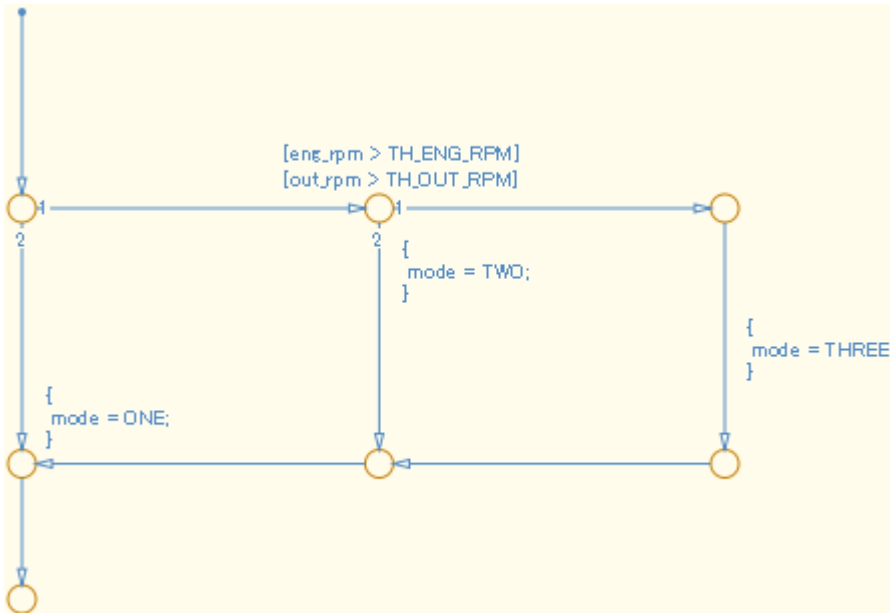 [eng_rpm > TH_ENG_RPM]
[out_rpm > TH_OUT_RPM]
1
1
2
2
{
mode = TWO;
}
{
mode = THREE
}
{
mode = ONE;
}